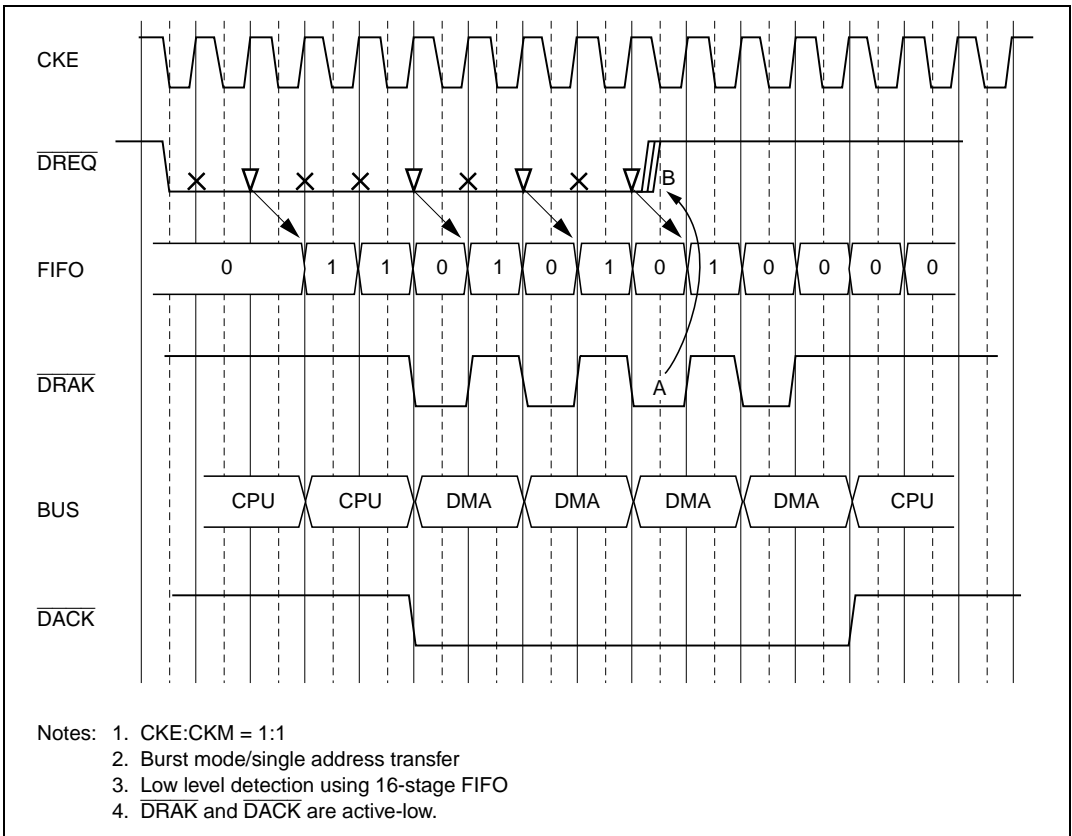 CKE
DREQ
B
FIFO
0 1 1 0 1 0 1 0 1 0 0 0 0
DRAK
A
BUS
CPU CPU DMA DMA DMA DMA CPU
DACK
Notes: 1. CKE:CKM = 1:1
2. Burst mode/single address transfer
3. Low level detection using 16-stage FIFO
4. DRAK and DACK are active-low.